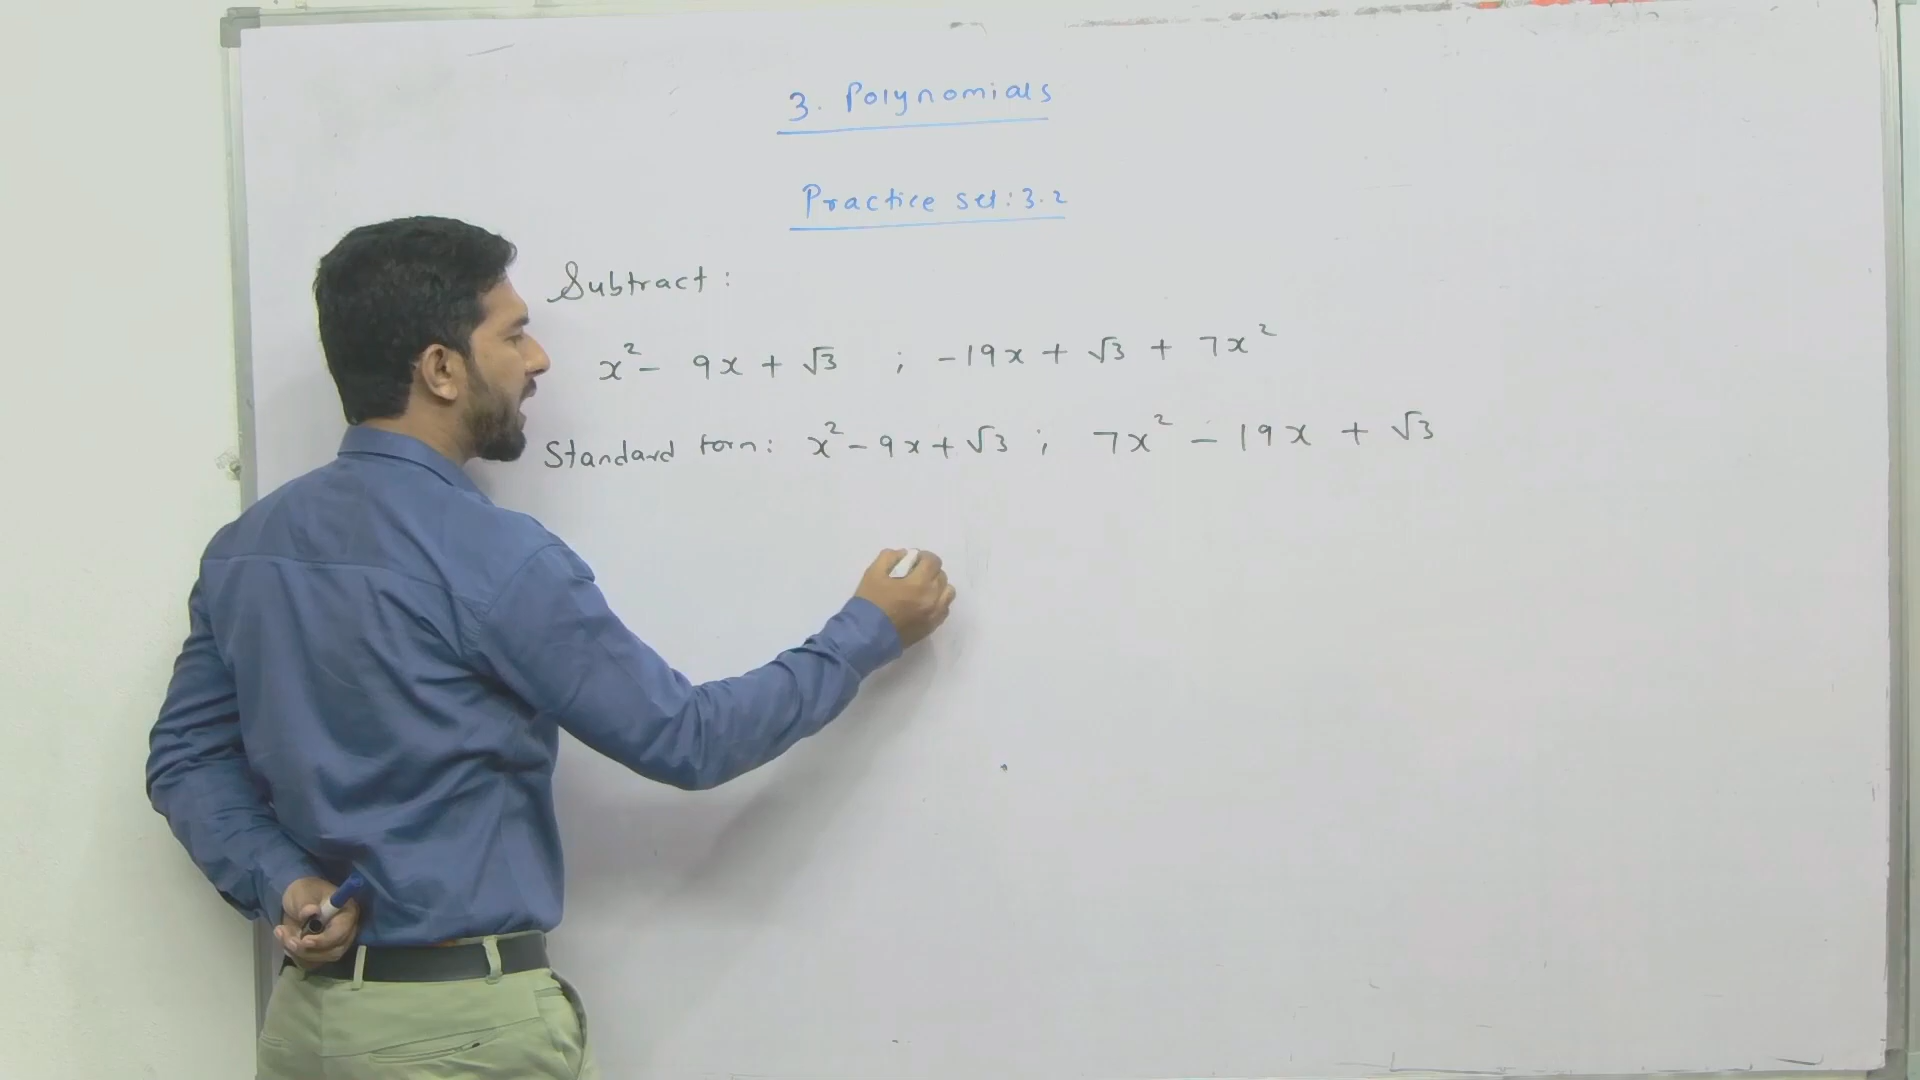 3. Polynomials
Practice set: 3.2
Subtract:
x² - 9x + √3 ; -19x + √3 + 7x²
Standard form: x² - 9x + √3 ; 7x² - 19x + √3